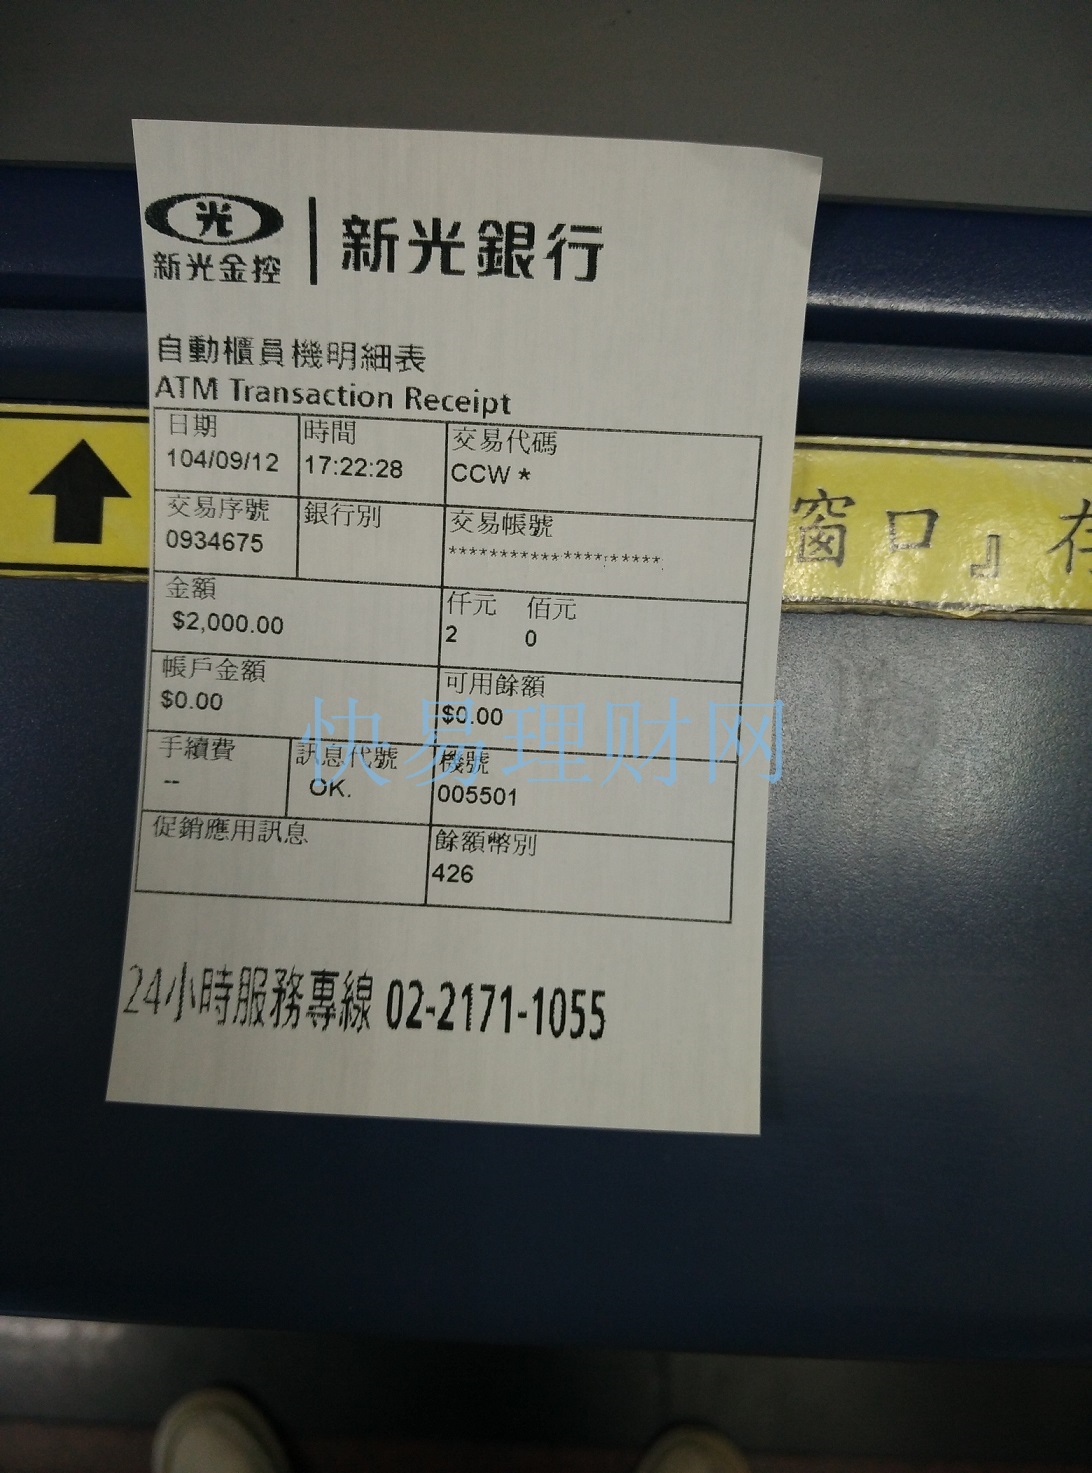 光
新光金控
新光銀行
自動櫃員機明細表
ATM Transaction Receipt
日期 時間 交易代碼
104/09/12 17:22:28 CCW *
交易序號 銀行別 交易帳號
0934675 *********************
金額 仟元 佰元
$2,000.00 2 0
帳戶金額 可用餘額
$0.00 $0.00
快易理财网
手續費 訊息代號 機號
-- OK. 005501
促銷應用訊息 餘額幣別
426
24小時服務專線 02-2171-1055
窗口』存